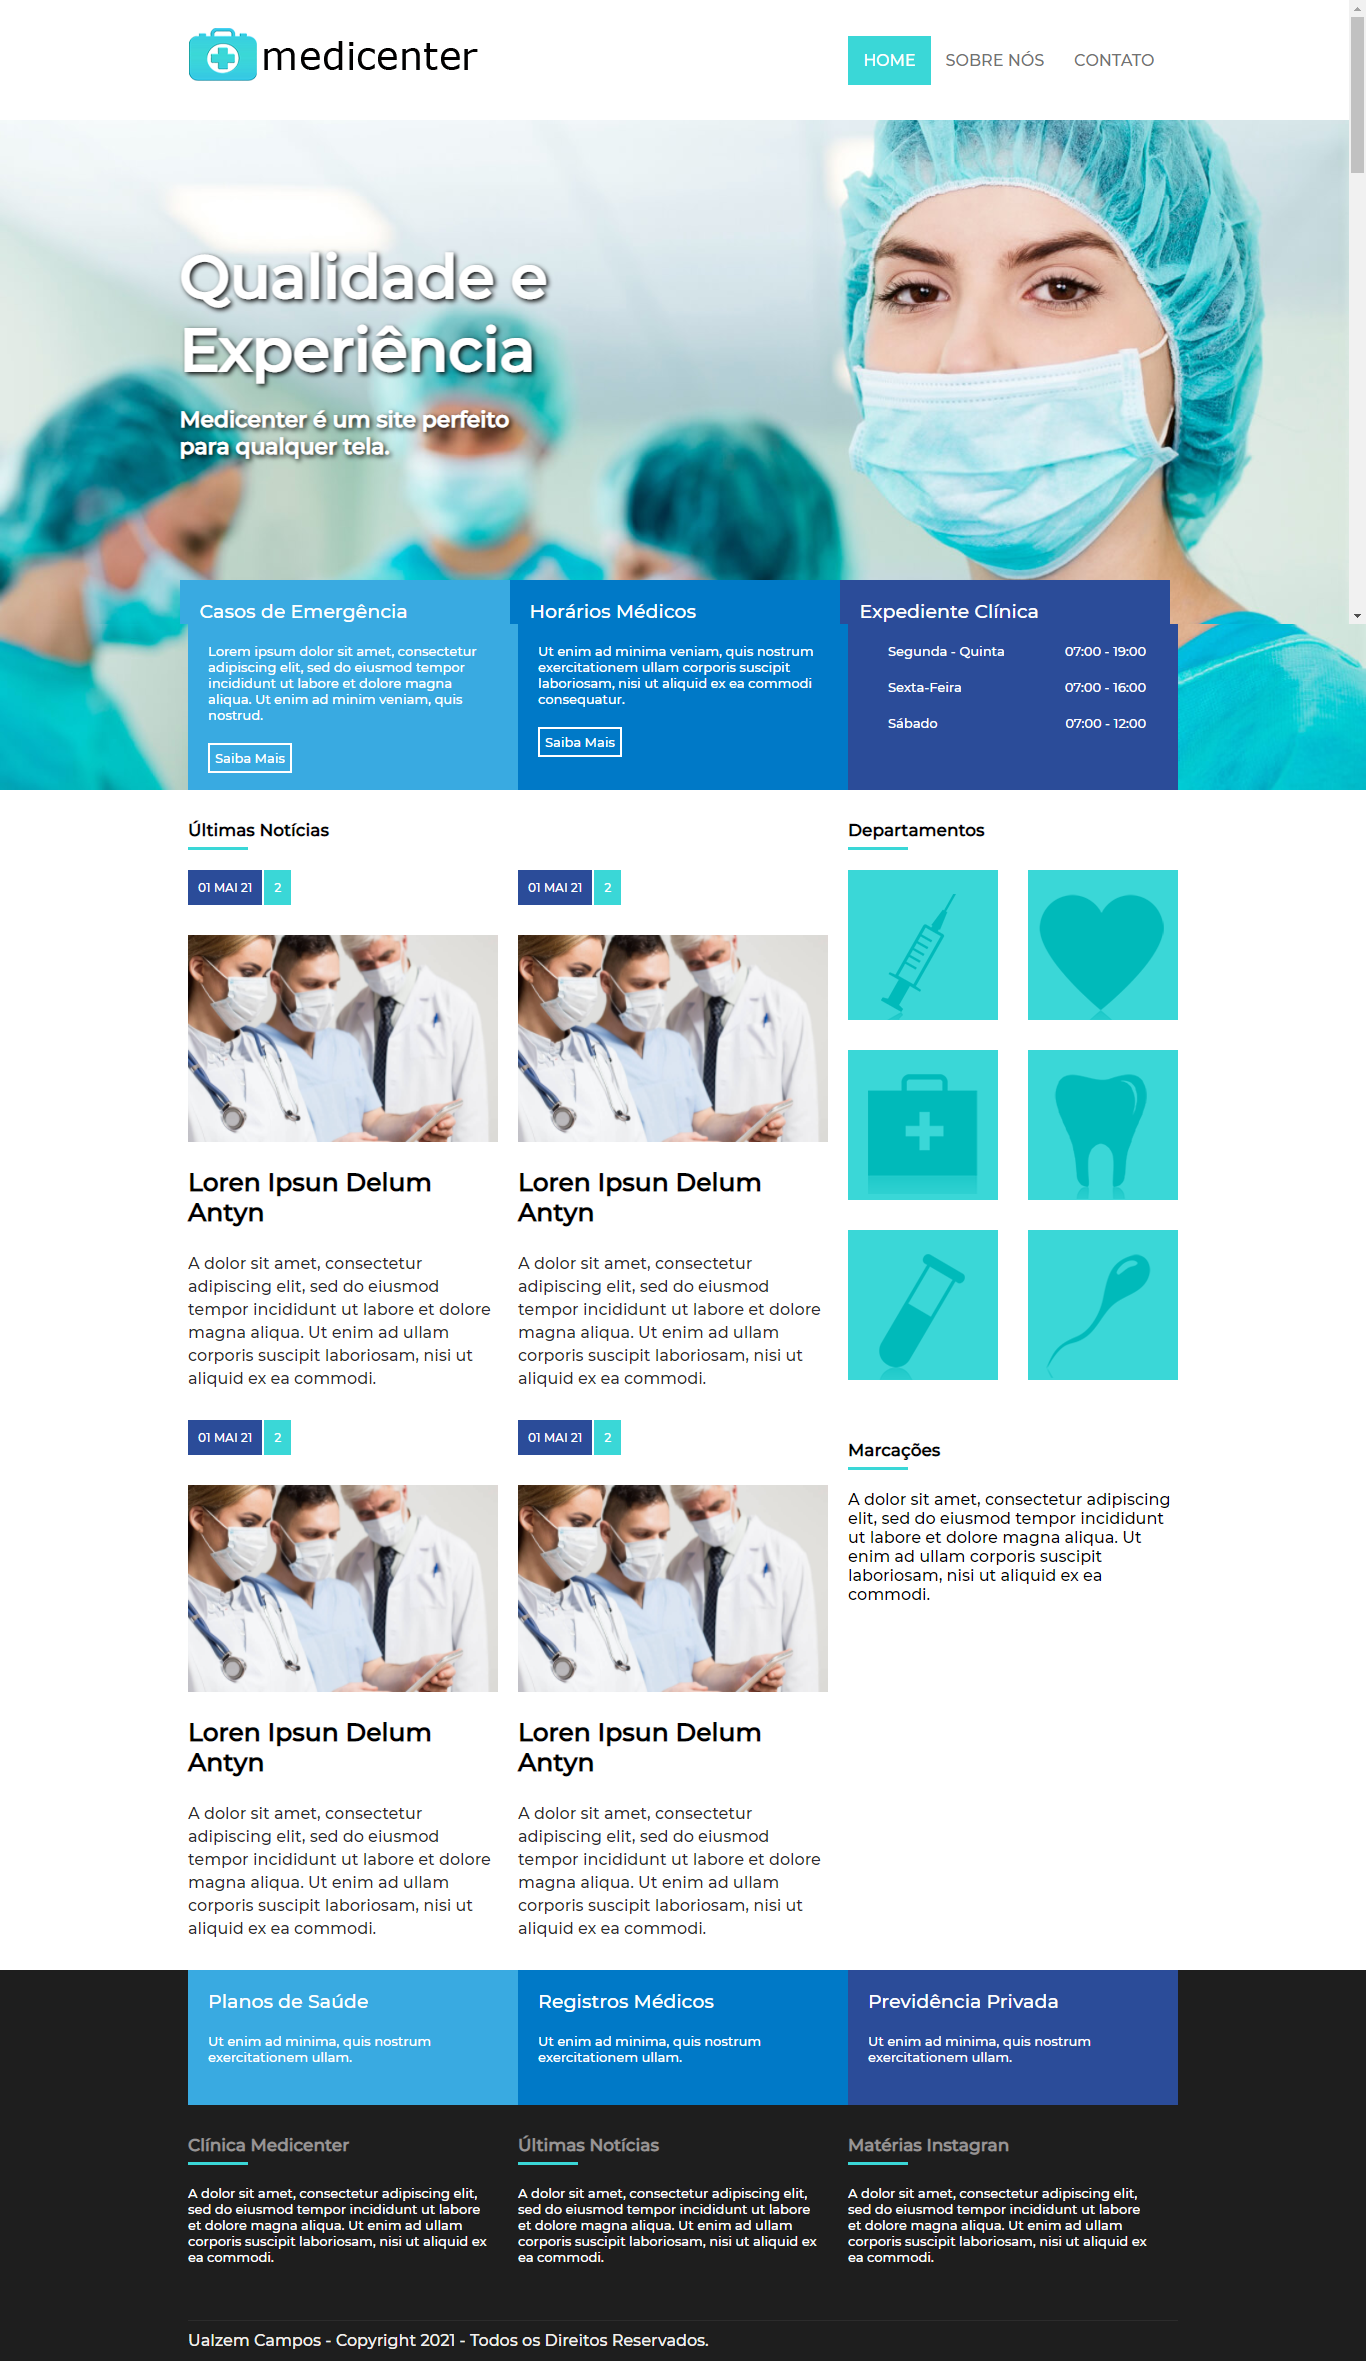 medicenter
HOME SOBRE NÓS CONTATO
Qualidade e
Experiência
Medicenter é um site perfeito
para qualquer tela.
Casos de Emergência
Lorem ipsum dolor sit amet, consectetur
adipiscing elit, sed do eiusmod tempor
incididunt ut labore et dolore magna
aliqua. Ut enim ad minim veniam, quis
nostrud.
Saiba Mais
Horários Médicos
Ut enim ad minima veniam, quis nostrum
exercitationem ullam corporis suscipit
laboriosam, nisi ut aliquid ex ea commodi
consequatur.
Saiba Mais
Expediente Clínica
Segunda - Quinta 07:00 - 19:00
Sexta-Feira 07:00 - 16:00
Sábado 07:00 - 12:00
Últimas Notícias
01 MAI 21 2
Loren Ipsun Delum
Antyn
A dolor sit amet, consectetur
adipiscing elit, sed do eiusmod
tempor incididunt ut labore et dolore
magna aliqua. Ut enim ad ullam
corporis suscipit laboriosam, nisi ut
aliquid ex ea commodi.
01 MAI 21 2
Loren Ipsun Delum
Antyn
A dolor sit amet, consectetur
adipiscing elit, sed do eiusmod
tempor incididunt ut labore et dolore
magna aliqua. Ut enim ad ullam
corporis suscipit laboriosam, nisi ut
aliquid ex ea commodi.
01 MAI 21 2
Loren Ipsun Delum
Antyn
A dolor sit amet, consectetur
adipiscing elit, sed do eiusmod
tempor incididunt ut labore et dolore
magna aliqua. Ut enim ad ullam
corporis suscipit laboriosam, nisi ut
aliquid ex ea commodi.
01 MAI 21 2
Loren Ipsun Delum
Antyn
A dolor sit amet, consectetur
adipiscing elit, sed do eiusmod
tempor incididunt ut labore et dolore
magna aliqua. Ut enim ad ullam
corporis suscipit laboriosam, nisi ut
aliquid ex ea commodi.
Departamentos
Marcações
A dolor sit amet, consectetur adipiscing
elit, sed do eiusmod tempor incididunt
ut labore et dolore magna aliqua. Ut
enim ad ullam corporis suscipit
laboriosam, nisi ut aliquid ex ea
commodi.
Planos de Saúde
Ut enim ad minima, quis nostrum
exercitationem ullam.
Registros Médicos
Ut enim ad minima, quis nostrum
exercitationem ullam.
Previdência Privada
Ut enim ad minima, quis nostrum
exercitationem ullam.
Clínica Medicenter
A dolor sit amet, consectetur adipiscing elit,
sed do eiusmod tempor incididunt ut labore
et dolore magna aliqua. Ut enim ad ullam
corporis suscipit laboriosam, nisi ut aliquid ex
ea commodi.
Últimas Notícias
A dolor sit amet, consectetur adipiscing elit,
sed do eiusmod tempor incididunt ut labore
et dolore magna aliqua. Ut enim ad ullam
corporis suscipit laboriosam, nisi ut aliquid ex
ea commodi.
Matérias Instagran
A dolor sit amet, consectetur adipiscing elit,
sed do eiusmod tempor incididunt ut labore
et dolore magna aliqua. Ut enim ad ullam
corporis suscipit laboriosam, nisi ut aliquid ex
ea commodi.
Ualzem Campos - Copyright 2021 - Todos os Direitos Reservados.